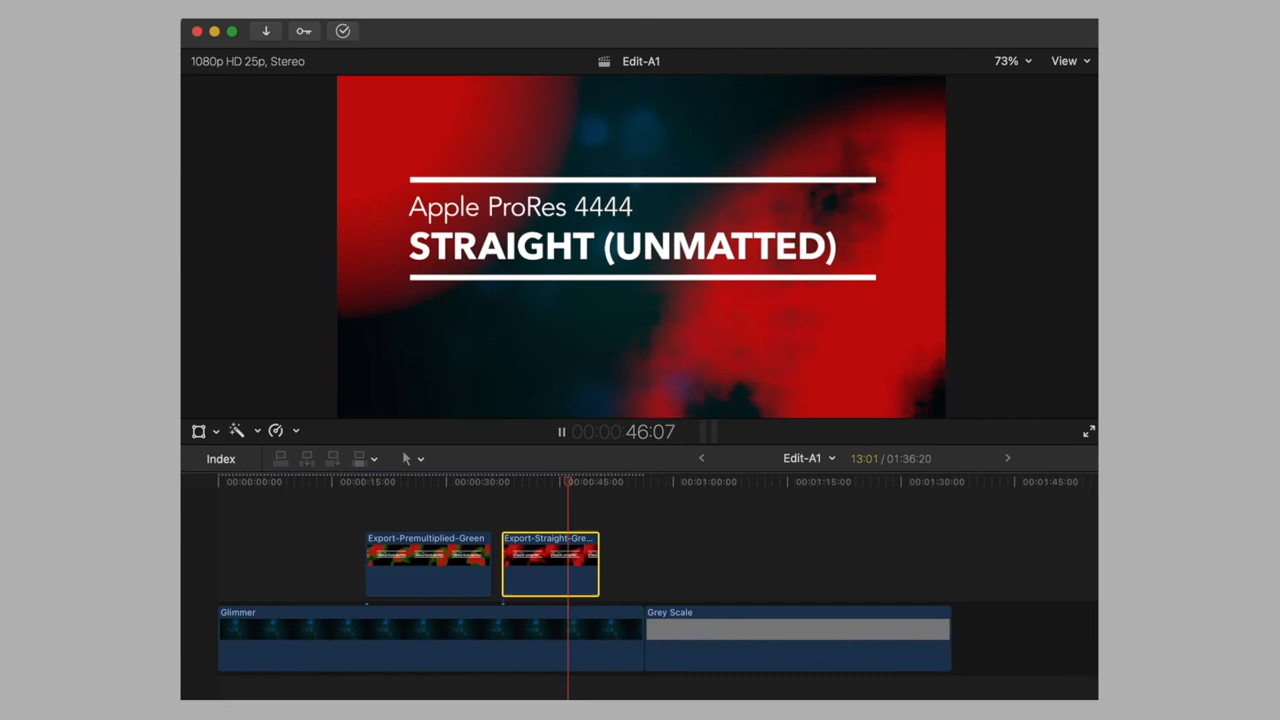 1080p HD 25p, Stereo
Edit-A1
73%
View
Apple ProRes 4444
STRAIGHT (UNMATTED)
00:00:46:07
Index
Edit-A1
13:01 / 01:36:20
00:00:00:00
00:00:15:00
00:00:30:00
00:00:45:00
00:01:00:00
00:01:15:00
00:01:30:00
00:01:45:00
Export-Premultiplied-Green
Export-Straight-Gre...
Glimmer
Grey Scale